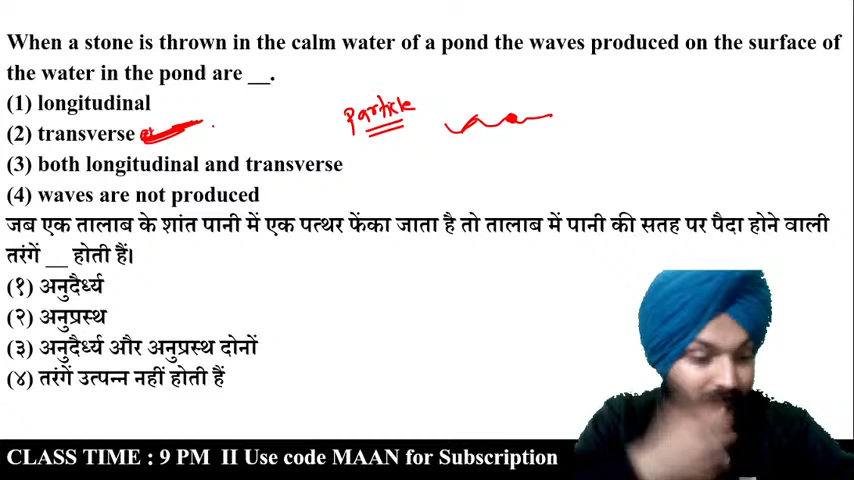 When a stone is thrown in the calm water of a pond the waves produced on the surface of
the water in the pond are __.
(1) longitudinal
(2) transverse
particle
(3) both longitudinal and transverse
(4) waves are not produced
जब एक तालाब के शांत पानी में एक पत्थर फेंका जाता है तो तालाब में पानी की सतह पर पैदा होने वाली
तरंगें __ होती हैं।
(१) अनुदैर्ध्य
(२) अनुप्रस्थ
(३) अनुदैर्ध्य और अनुप्रस्थ दोनों
(४) तरंगें उत्पन्न नहीं होती हैं
CLASS TIME : 9 PM II Use code MAAN for Subscription